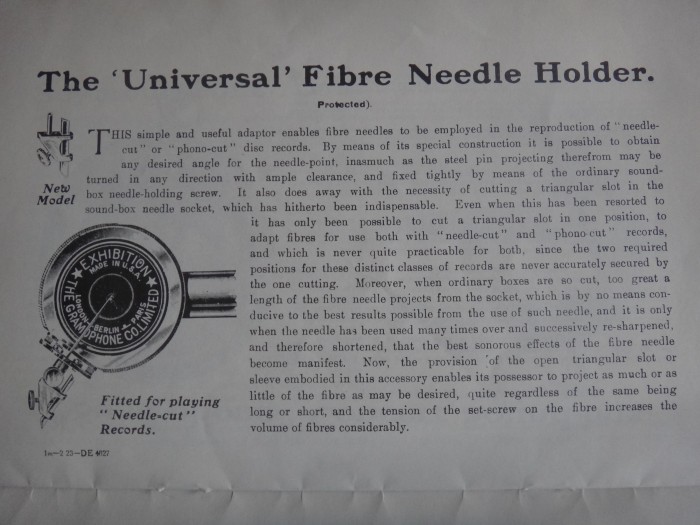 The 'Universal' Fibre Needle Holder.
Protected).
THIS simple and useful adaptor enables fibre needles to be employed in the reproduction of "needle-
cut" or "phono-cut" disc records. By means of its special construction it is possible to obtain
any desired angle for the needle-point, inasmuch as the steel pin projecting therefrom may be
turned in any direction with ample clearance, and fixed tightly by means of the ordinary sound-
box needle-holding screw. It also does away with the necessity of cutting a triangular slot in the
sound-box needle socket, which has hitherto been indispensable. Even when this has been resorted to
it has only been possible to cut a triangular slot in one position, to
adapt fibres for use both with "needle-cut" and "phono cut" records,
and which is never quite practicable for both, since the two required
positions for these distinct classes of records are never accurately secured by
the one cutting. Moreover, when ordinary boxes are so cut, too great a
length of the fibre needle projects from the socket, which is by no means con-
ducive to the best results possible from the use of such needle, and it is only
when the needle has been used many times over and successively re-sharpened,
and therefore shortened, that the best sonorous effects of the fibre needle
become manifest. Now, the provision of the open triangular slot or
sleeve embodied in this accessory enables its possessor to project as much or as
little of the fibre as may be desired, quite regardless of the same being
long or short, and the tension of the set-screw on the fibre increases the
volume of fibres considerably.
New
Model
★ EXHIBITION ★
MADE IN U.S.A.
LONDON-BERLIN PARIS
THE GRAMOPHONE CO. LIMITED
Fitted for playing
"Needle-cut"
Records.
1m-2 25-DE 4027